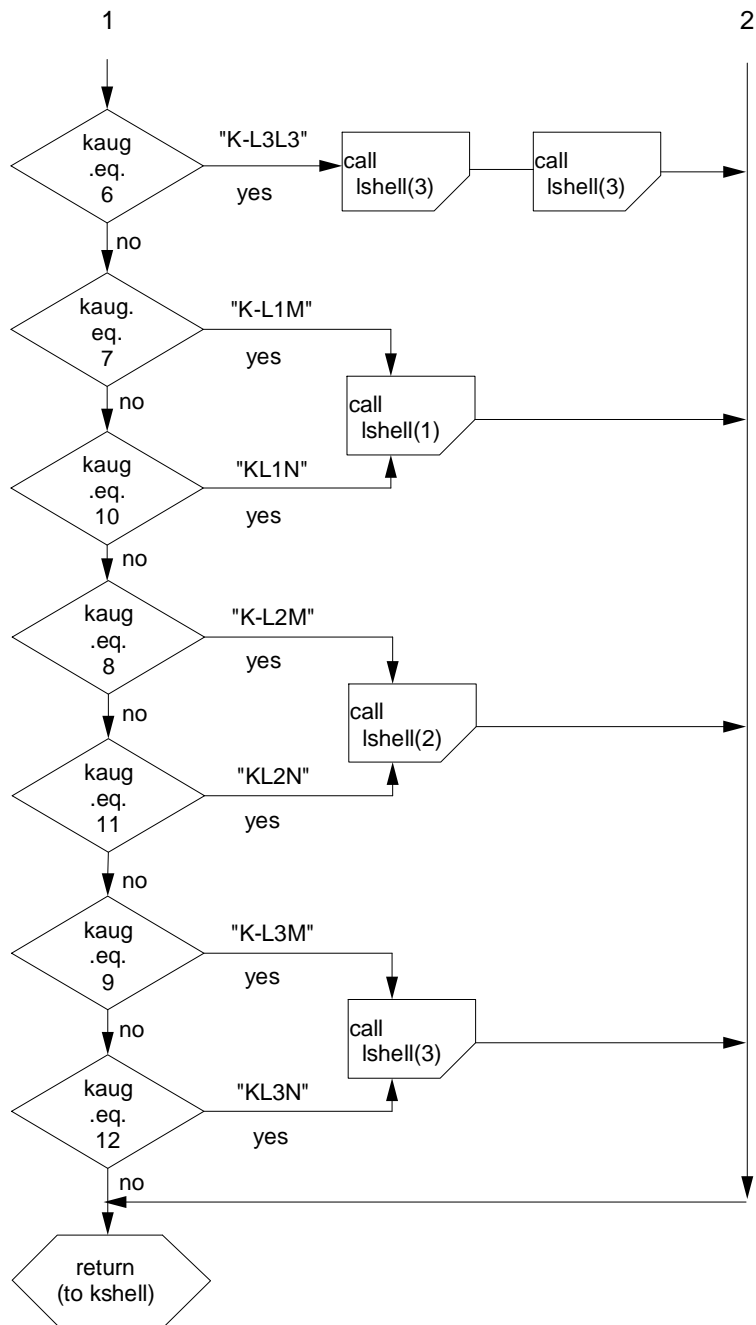 1
2
kaug
.eq.
6
"K-L3L3"
yes
call
lshell(3)
call
lshell(3)
no
kaug.
eq.
7
"K-L1M"
yes
call
lshell(1)
no
kaug
.eq.
10
"KL1N"
yes
no
kaug
.eq.
8
"K-L2M"
yes
call
lshell(2)
no
kaug
.eq.
11
"KL2N"
yes
no
kaug
.eq.
9
"K-L3M"
yes
call
lshell(3)
no
kaug
.eq.
12
"KL3N"
yes
no
return
(to kshell)